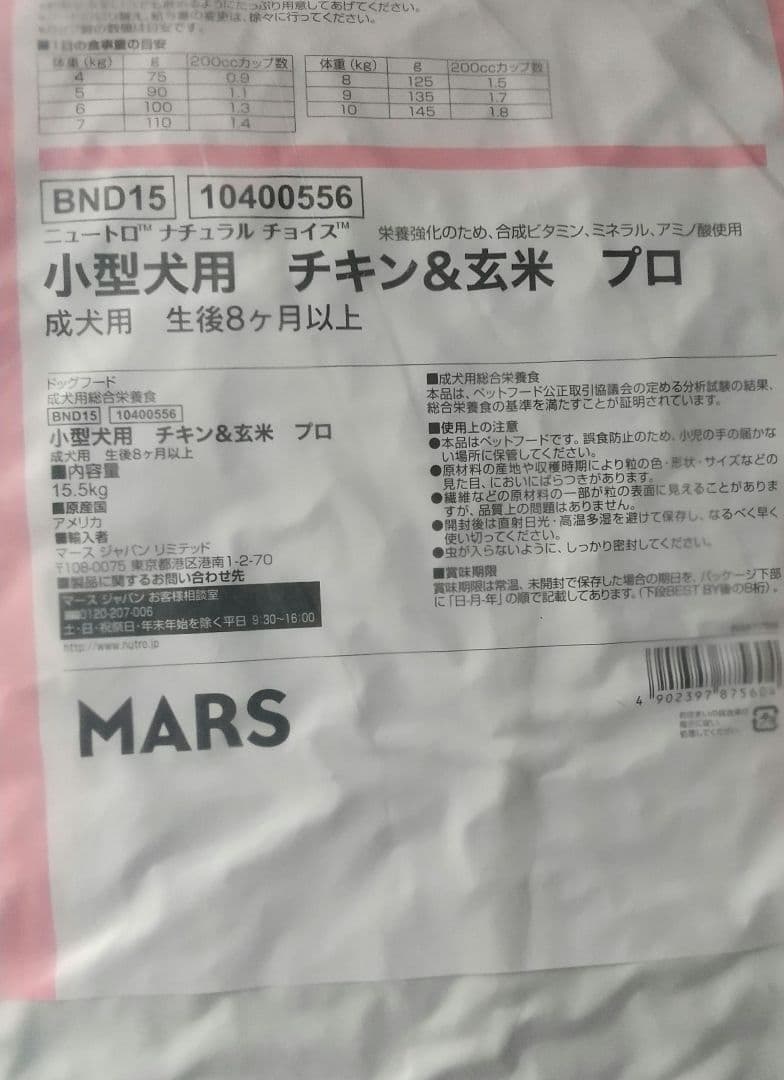 たっぷり用意してあげてください。
更は、徐々に行ってください。
■1日の食事量の目安
体重(kg) g 200ccカップ数
4 75 0.9
5 90 1.1
6 100 1.3
7 110 1.4
体重(kg) g 200ccカップ数
8 125 1.5
9 135 1.7
10 145 1.8
BND15 10400556
ニュートロ™ ナチュラル チョイス™ 栄養強化のため、合成ビタミン、ミネラル、アミノ酸使用
小型犬用 チキン&玄米 プロ
成犬用 生後8ヶ月以上
ドッグフード
成犬用総合栄養食
BND15 10400556
小型犬用 チキン&玄米 プロ
成犬用 生後8ヶ月以上
■内容量
15.5kg
■原産国
アメリカ
■輸入者
マース ジャパン リミテッド
〒108-0075 東京都港区港南1-2-70
■製品に関するお問い合わせ先
マース ジャパン お客様相談室
0120-207-006
土・日・祝祭日・年末年始を除く平日 9:30~16:00
http://www.nutro.jp
■成犬用総合栄養食
本品は、ペットフード公正取引協議会の定める分析試験の結果、
総合栄養食の基準を満たすことが証明されています。
■使用上の注意
●本品はペットフードです。誤食防止のため、小児の手の届かな
い場所に保管してください。
●原材料の産地や収穫時期により粒の色・形状・サイズなどの
見た目、においにばらつきがあります。
●繊維などの原材料の一部が粒の表面に見えることがありま
すが、品質上の問題はありません。
●開封後は直射日光・高温多湿を避けて保存し、なるべく早く
使い切ってください。
●虫が入らないように、しっかり密封してください。
■賞味期限
賞味期限は常温、未開封で保存した場合の期日を、パッケージ下部
に「日-月-年」の順で記載してあります。(下段BEST BY後の8桁)。
4 902397 875604
MARS